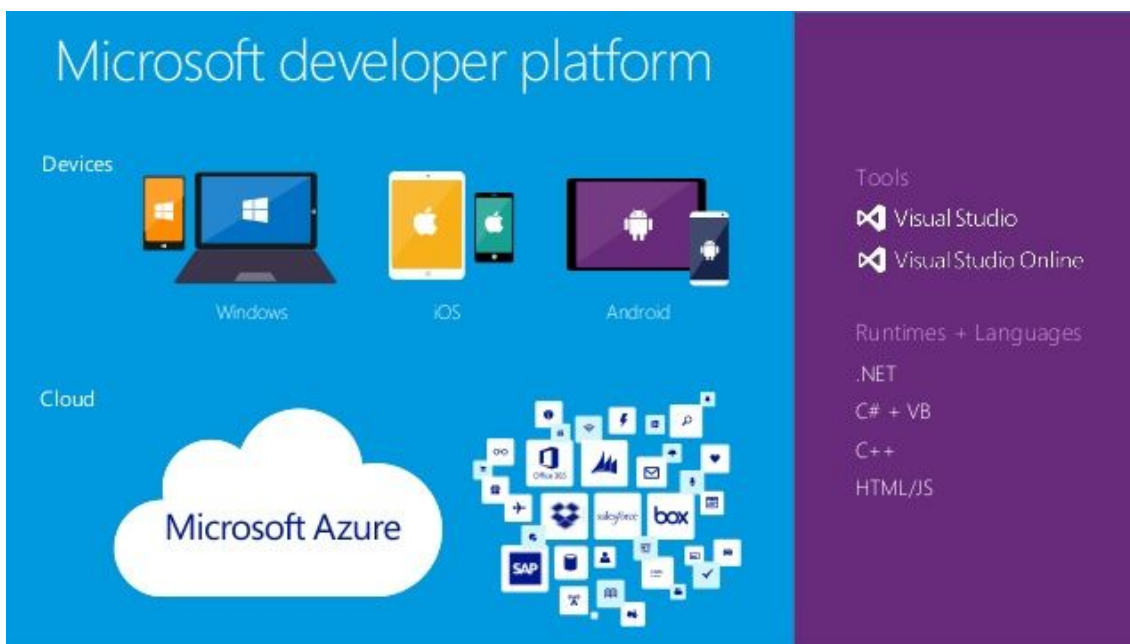 Microsoft developer platform
Devices
Windows
iOS
Android
Cloud
Microsoft Azure
Office 365
salesforce
box
SAP
Tools
Visual Studio
Visual Studio Online
Runtimes + Languages
.NET
C# + VB
C++
HTML/JS